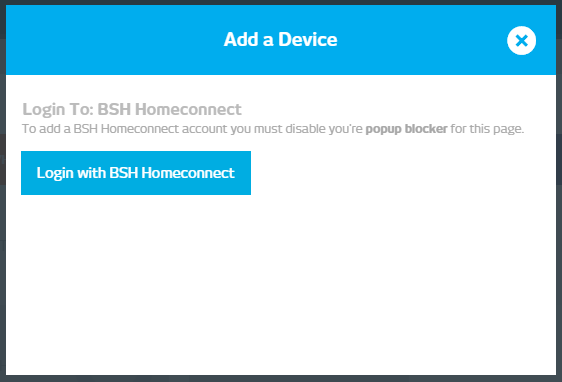 Add a Device
Login To: BSH Homeconnect
To add a BSH Homeconnect account you must disable you're popup blocker for this page.
Login with BSH Homeconnect